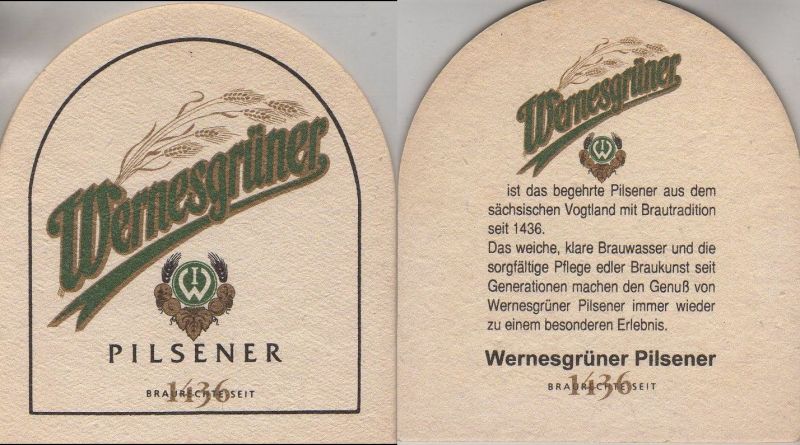 Wernesgrüner
W
PILSENER
BRAURECHTE SEIT
1436
Wernesgrüner
W
ist das begehrte Pilsener aus dem
sächsischen Vogtland mit Brautradition
seit 1436.
Das weiche, klare Brauwasser und die
sorgfältige Pflege edler Braukunst seit
Generationen machen den Genuß von
Wernesgrüner Pilsener immer wieder
zu einem besonderen Erlebnis.
Wernesgrüner Pilsener
BRAURECHTE SEIT
1436